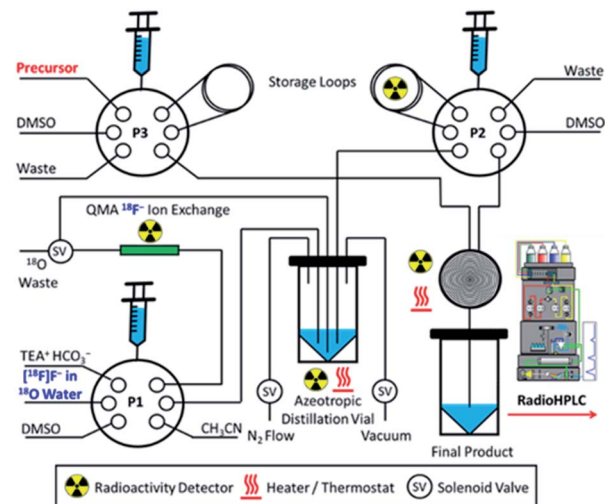 Precursor
DMSO
Waste
P3
Storage Loops
P2
Waste
DMSO
QMA ¹⁸F⁻ Ion Exchange
SV
¹⁸O
Waste
TEA⁺ HCO₃⁻
[¹⁸F]F⁻ in
¹⁸O Water
DMSO
P1
CH₃CN
SV
N₂ Flow
Azeotropic
Distillation Vial
SV
Vacuum
Final Product
RadioHPLC
Radioactivity Detector
Heater / Thermostat
SV Solenoid Valve